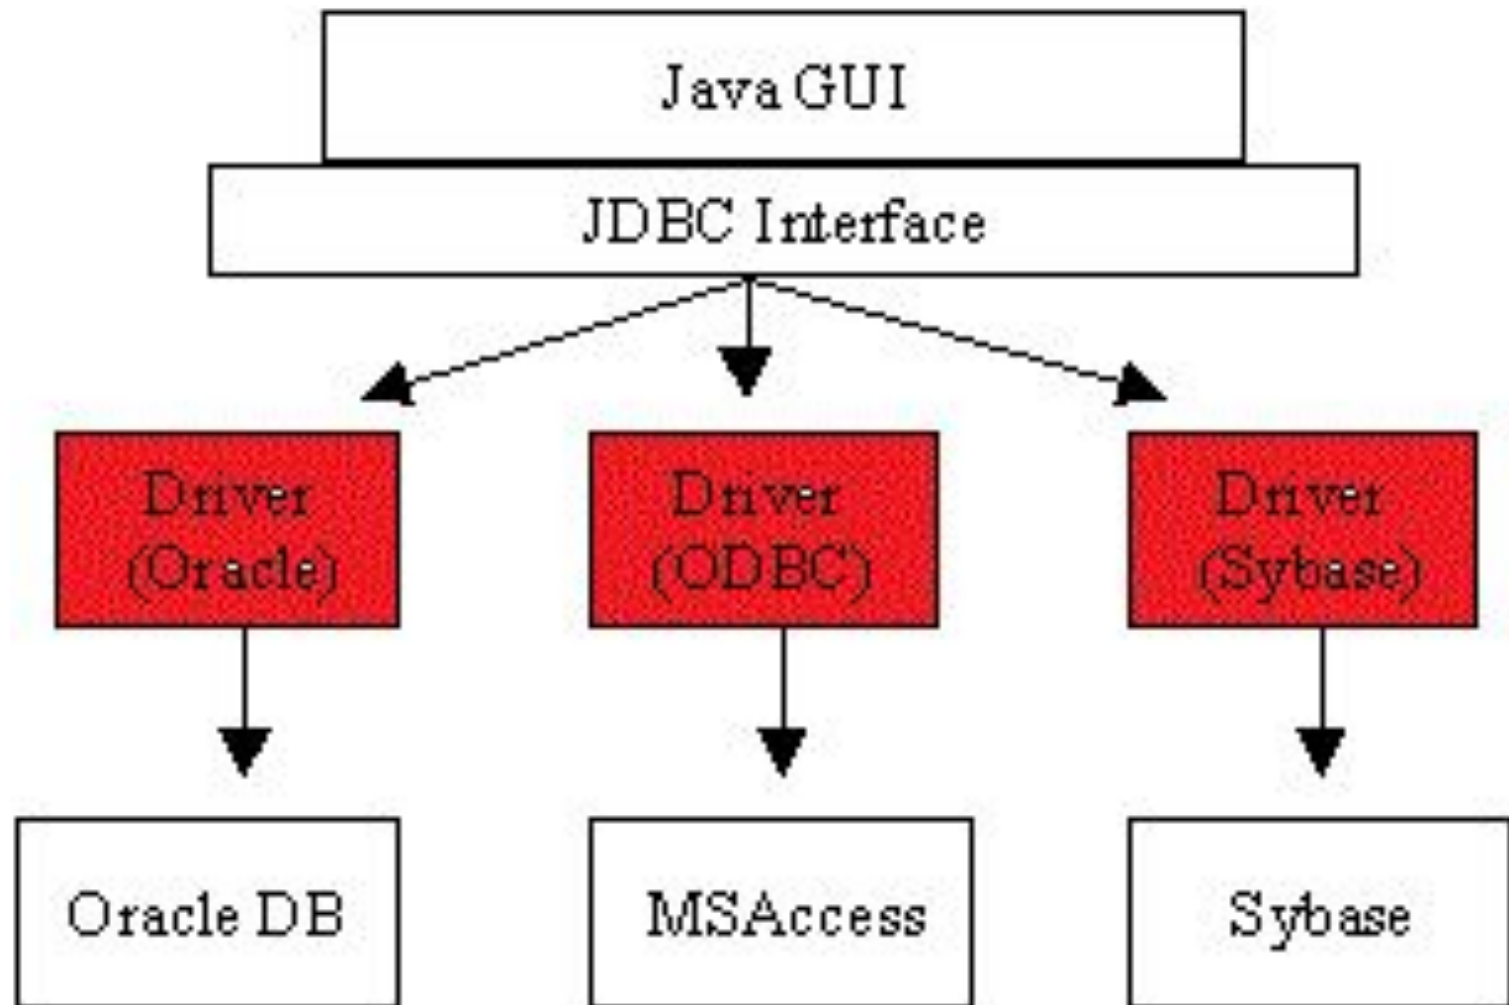 Java GUI
JDBC Interface
Driver
(Oracle)
Driver
(ODBC)
Driver
(Sybase)
Oracle DB
MSAccess
Sybase